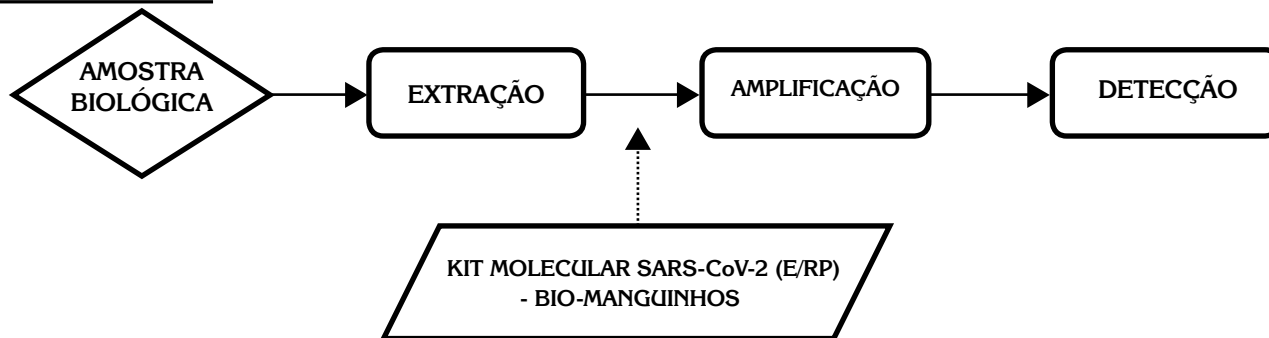 AMOSTRA
BIOLÓGICA
EXTRAÇÃO
AMPLIFICAÇÃO
DETECÇÃO
KIT MOLECULAR SARS-CoV-2 (E/RP)
- BIO-MANGUINHOS